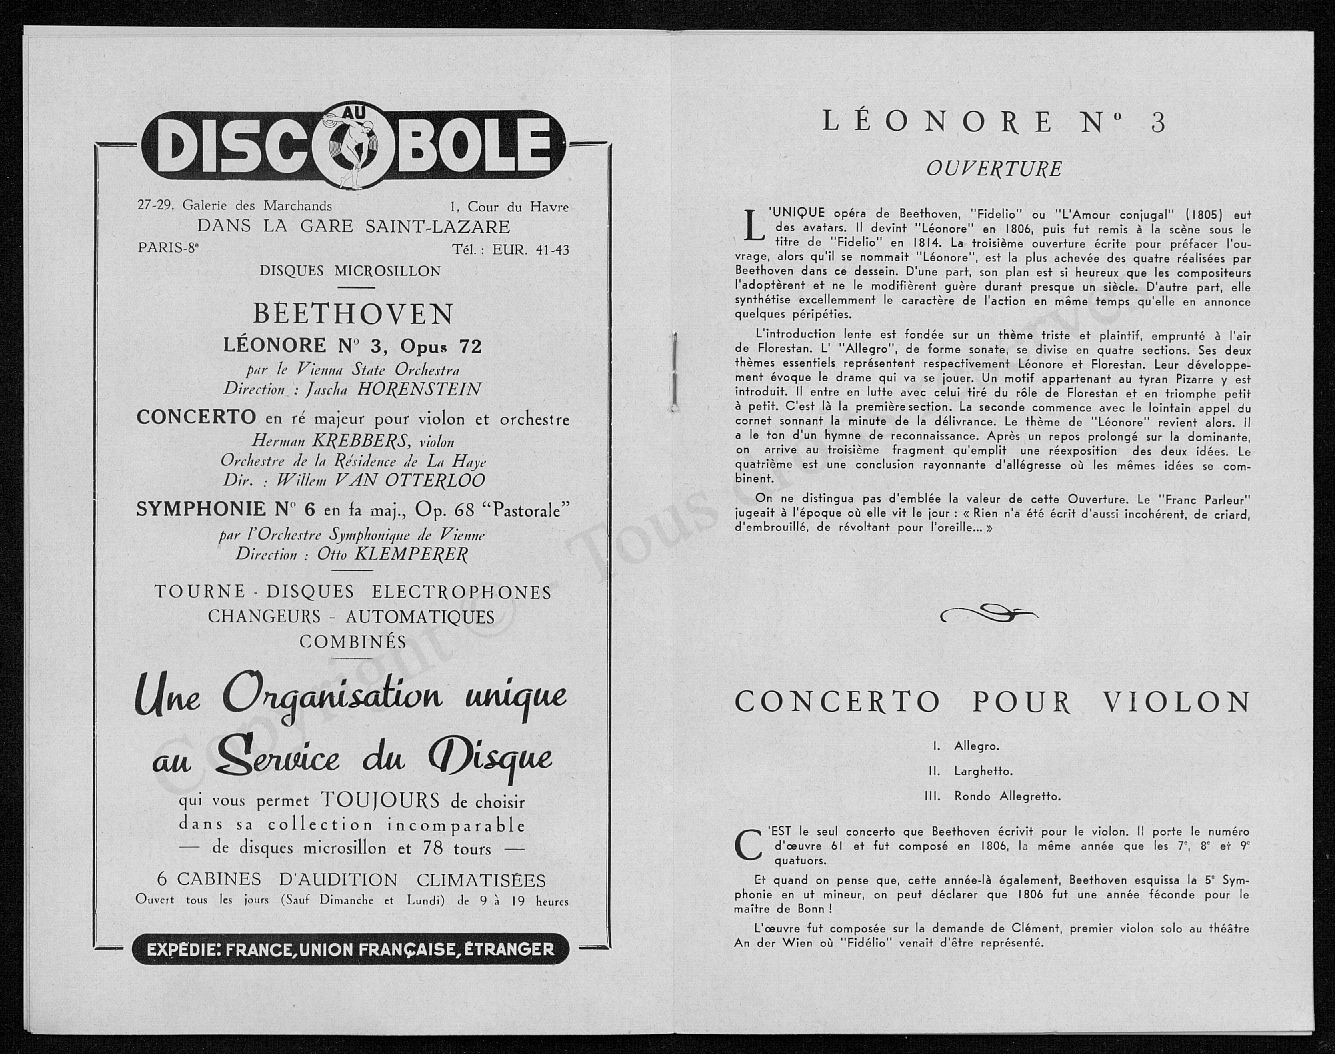 AU
DISCOBOLE
27-29, Galerie des Marchands 1, Cour du Havre
DANS LA GARE SAINT-LAZARE
PARIS-8e Tél. : EUR. 41-43
DISQUES MICROSILLON
BEETHOVEN
LÉONORE No 3, Opus 72
par le Vienna State Orchestra
Direction : Jascha HORENSTEIN
CONCERTO en ré majeur pour violon et orchestre
Herman KREBBERS, violon
Orchestre de la Résidence de La Haye
Dir. : Willem VAN OTTERLOO
SYMPHONIE No 6 en fa maj., Op. 68 "Pastorale"
par l'Orchestre Symphonique de Vienne
Direction : Otto KLEMPERER
TOURNE - DISQUES ELECTROPHONES
CHANGEURS - AUTOMATIQUES
COMBINÉS
Une Organisation unique
au Service du Disque
qui vous permet TOUJOURS de choisir
dans sa collection incomparable
— de disques microsillon et 78 tours —
6 CABINES D'AUDITION CLIMATISÉES
Ouvert tous les jours (Sauf Dimanche et Lundi) de 9 à 19 heures
EXPÉDIE: FRANCE, UNION FRANÇAISE, ÉTRANGER
LÉONORE No 3
OUVERTURE
L'UNIQUE opéra de Beethoven, "Fidelio" ou "L'Amour conjugal" (1805) eut
des avatars. Il devint "Léonore" en 1806, puis fut remis à la scène sous le
titre de "Fidelio" en 1814. La troisième ouverture écrite pour préfacer l'ou-
vrage, alors qu'il se nommait "Léonore", est la plus achevée des quatre réalisées par
Beethoven dans ce dessein. D'une part, son plan est si heureux que les compositeurs
l'adoptèrent et ne le modifièrent guère durant presque un siècle. D'autre part, elle
synthétise excellemment le caractère de l'action en même temps qu'elle en annonce
quelques péripéties.
L'introduction lente est fondée sur un thème triste et plaintif, emprunté à l'air
de Florestan. L' "Allegro", de forme sonate, se divise en quatre sections. Ses deux
thèmes essentiels représentent respectivement Léonore et Florestan. Leur développe-
ment évoque le drame qui va se jouer. Un motif appartenant au tyran Pizarre y est
introduit. Il entre en lutte avec celui tiré du rôle de Florestan et en triomphe petit
à petit. C'est là la première section. La seconde commence avec le lointain appel du
cornet sonnant la minute de la délivrance. Le thème de "Léonore" revient alors. Il
a le ton d'un hymne de reconnaissance. Après un repos prolongé sur la dominante,
on arrive au troisième fragment qu'emplit une réexposition des deux idées. Le
quatrième est une conclusion rayonnante d'allégresse où les mêmes idées se com-
binent.
On ne distingua pas d'emblée la valeur de cette Ouverture. Le "Franc Parleur"
jugeait à l'époque où elle vit le jour : « Rien n'a été écrit d'aussi incohérent, de criard,
d'embrouillé, de révoltant pour l'oreille... »
CONCERTO POUR VIOLON
I. Allegro.
II. Larghetto.
III. Rondo Allegretto.
C'EST le seul concerto que Beethoven écrivit pour le violon. Il porte le numéro
d'œuvre 61 et fut composé en 1806, la même année que les 7e, 8e et 9e
quatuors.
Et quand on pense que, cette année-là également, Beethoven esquissa la 5e Sym-
phonie en ut mineur, on peut déclarer que 1806 fut une année féconde pour le
maître de Bonn !
L'œuvre fut composée sur la demande de Clément, premier violon solo au théâtre
An der Wien où "Fidélio" venait d'être représenté.
Copyright © - Tous